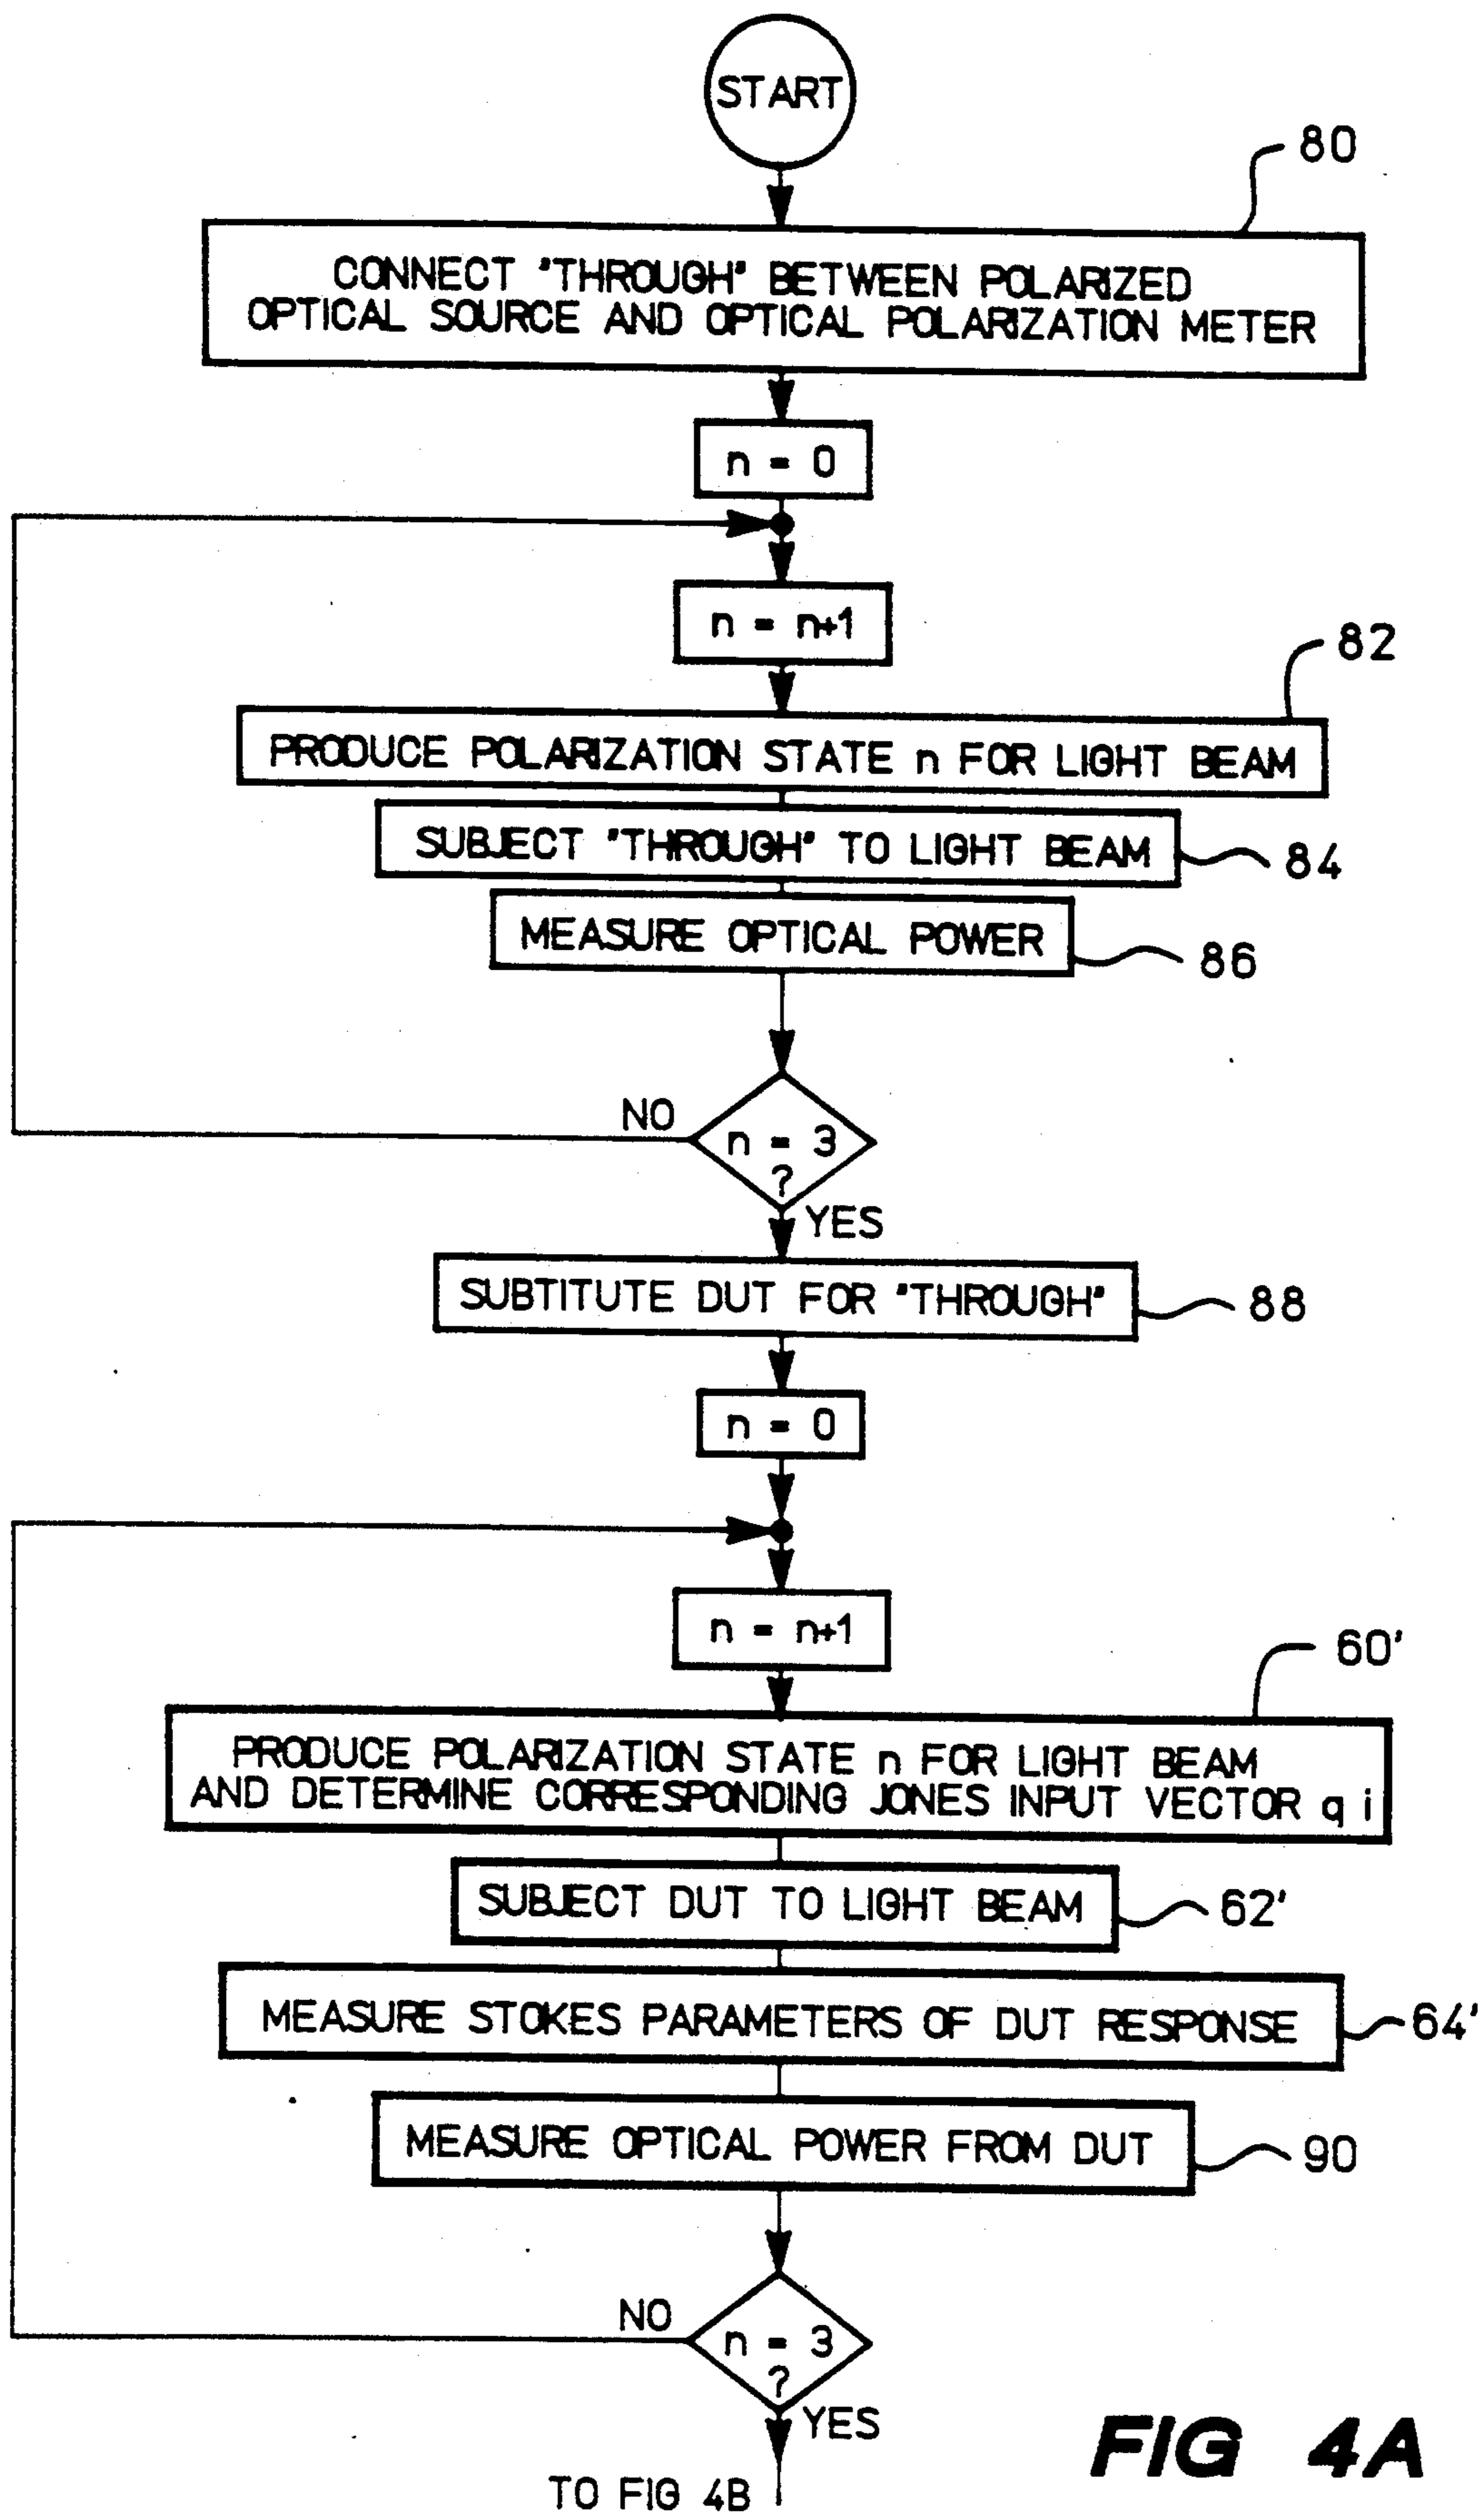 START
80
CONNECT "THROUGH" BETWEEN POLARIZED
OPTICAL SOURCE AND OPTICAL POLARIZATION METER
n = 0
n = n+1
82
PRODUCE POLARIZATION STATE n FOR LIGHT BEAM
SUBJECT "THROUGH" TO LIGHT BEAM
84
MEASURE OPTICAL POWER
86
NO
n = 3
?
YES
SUBTITUTE DUT FOR "THROUGH"
88
n = 0
n = n+1
60'
PRODUCE POLARIZATION STATE n FOR LIGHT BEAM
AND DETERMINE CORRESPONDING JONES INPUT VECTOR q i
SUBJECT DUT TO LIGHT BEAM
62'
MEASURE STOKES PARAMETERS OF DUT RESPONSE
64'
MEASURE OPTICAL POWER FROM DUT
90
NO
n = 3
?
YES
TO FIG 4B
FIG 4A